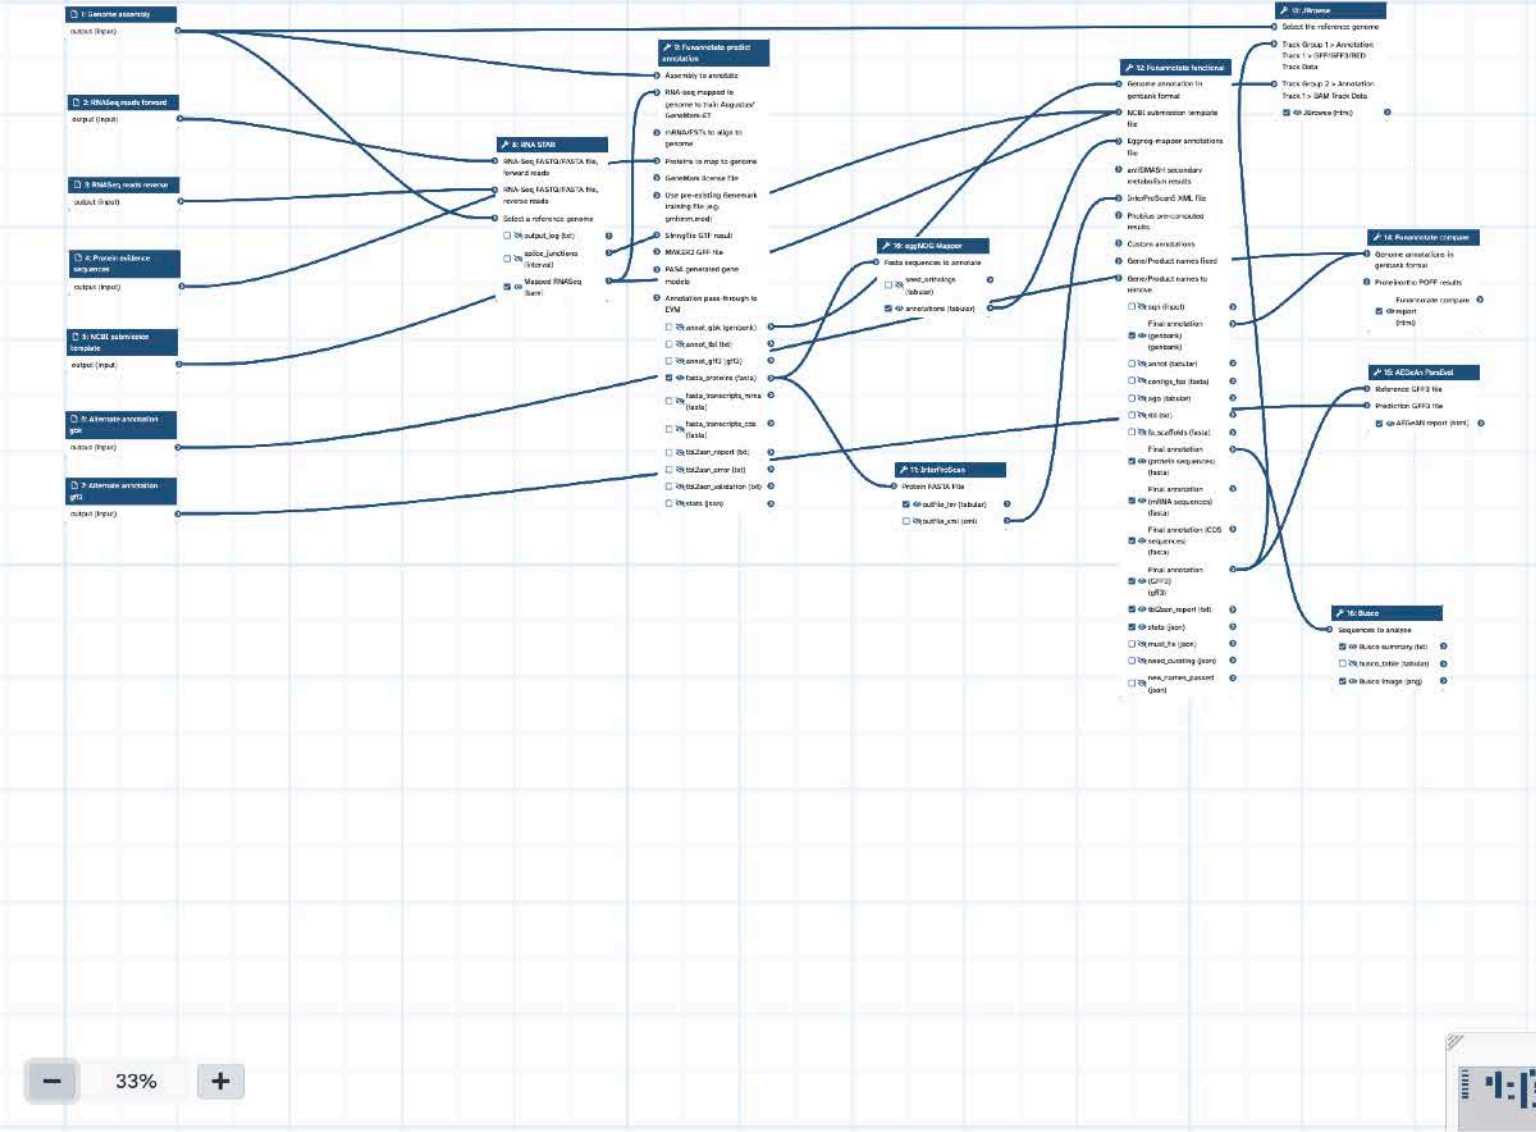 1: Genome assembly
output (input)
2: RNASeq reads forward
output (input)
3: RNASeq reads reverse
output (input)
4: Protein evidence
sequences
output (input)
5: NCBI submission
template
output (input)
6: Alternate annotation
gbk
output (input)
7: Alternate annotation
gff3
output (input)
8: RNA STAR
RNA-Seq FASTQ/FASTA file,
forward reads
RNA-Seq FASTQ/FASTA file,
reverse reads
Select a reference genome
output_log (txt)
splice_junctions
(interval)
Mapped RNASeq
(bam)
9: Funannotate predict
annotation
Assembly to annotate
RNA-seq mapped to
genome to train Augustus/
GeneMark-ET
mRNA/ESTs to align to
genome
Proteins to map to genome
GeneMark license file
Use pre-existing Genemark
training file (e.g.
gmhmm.mod)
StringTie GTF result
MAKER2 GFF file
PASA generated gene
models
Annotation pass-through to
EVM
annot_gbk (genbank)
annot_tbl (txt)
annot_gff3 (gff3)
fasta_proteins (fasta)
fasta_transcripts_mrna
(fasta)
fasta_transcripts_cds
(fasta)
tbl2asn_report (txt)
tbl2asn_error (txt)
tbl2asn_validation (txt)
stats (json)
10: eggNOG Mapper
Fasta sequences to annotate
seed_orthologs
(tabular)
annotations (tabular)
11: InterProScan
Protein FASTA File
outfile_tsv (tabular)
outfile_xml (xml)
12: Funannotate functional
Genome annotation in
genbank format
NCBI submission template
file
Eggnog-mapper annotations
file
antiSMASH secondary
metabolism results
InterProScan5 XML file
Phobius pre-computed
results
Custom annotations
Gene/Product names fixed
Gene/Product names to
remove
sqn (input)
Final annotation
(genbank)
(genbank)
annot (tabular)
contigs_fsa (fasta)
agp (tabular)
tbl (txt)
fa_scaffolds (fasta)
Final annotation
(protein sequences)
(fasta)
Final annotation
(mRNA sequences)
(fasta)
Final annotation (CDS
sequences)
(fasta)
Final annotation
(GFF3)
(gff3)
tbl2asn_report (txt)
stats (json)
must_fix (json)
need_curating (json)
new_names_passed
(json)
13: JBrowse
Select the reference genome
Track Group 1 > Annotation
Track 1 > GFF/GFF3/BED
Track Data
Track Group 2 > Annotation
Track 1 > BAM Track Data
JBrowse (html)
14: Funannotate compare
Genome annotations in
genbank format
Proteinortho POFF results
Funannotate compare
report
(html)
15: AEGeAn ParsEval
Reference GFF3 file
Prediction GFF3 file
AEGeAn report (html)
16: Busco
Sequences to analyse
Busco summary (txt)
busco_table (tabular)
Busco image (png)
33%